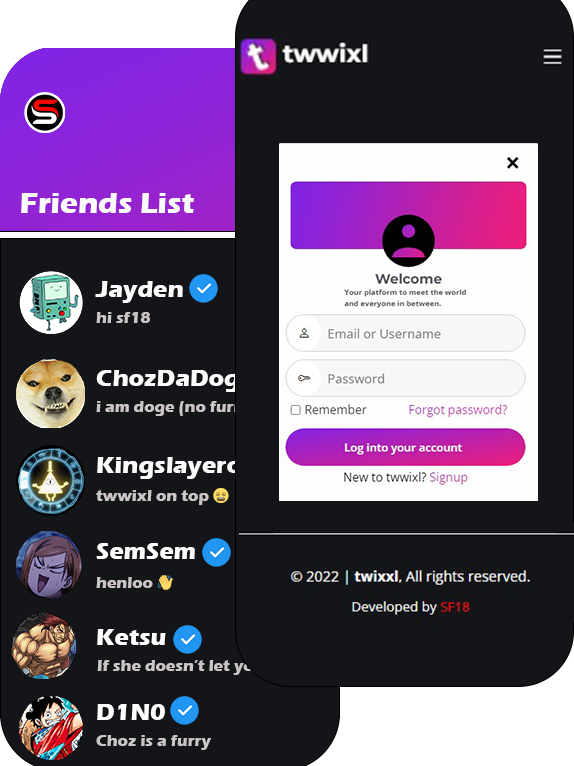 twwixl
Friends List
Jayden
hi sf18
ChozDaDog
i am doge (no furr
Kingslayerc
twwixl on top 😩
SemSem
henloo 👋
Ketsu
If she doesn't let yo
D1N0
Choz is a furry
Welcome
Your platform to meet the world
and everyone in between.
Email or Username
Password
Remember Forgot password?
Log into your account
New to twwixl? Signup
© 2022 | twixxl, All rights reserved.
Developed by SF18